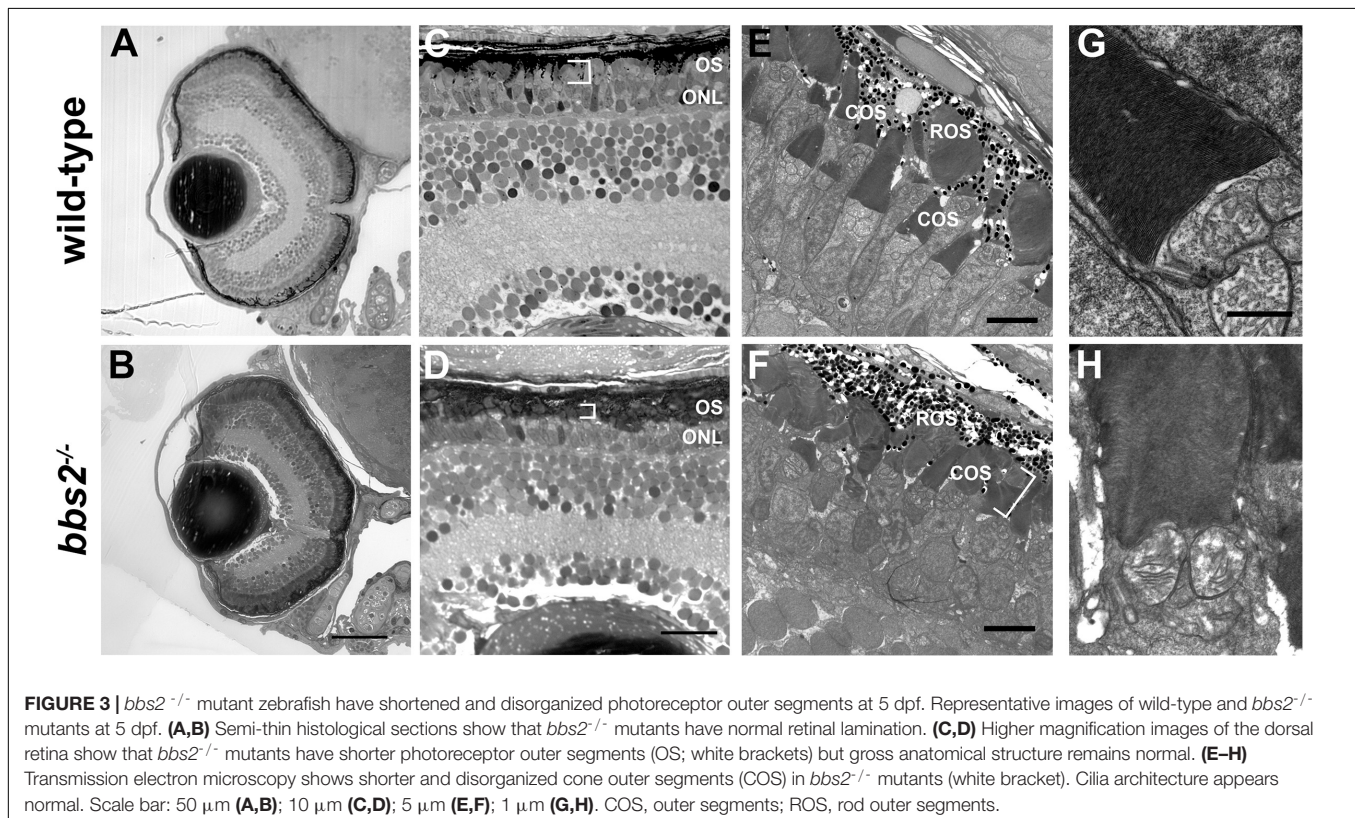 A
C
E
G
OS
ONL
COS
ROS
COS
wild-type
B
D
F
H
OS
ONL
ROS
COS
bbs2-/-
FIGURE 3 | bbs2 -/- mutant zebrafish have shortened and disorganized photoreceptor outer segments at 5 dpf. Representative images of wild-type and bbs2-/-
mutants at 5 dpf. (A,B) Semi-thin histological sections show that bbs2-/- mutants have normal retinal lamination. (C,D) Higher magnification images of the dorsal
retina show that bbs2-/- mutants have shorter photoreceptor outer segments (OS; white brackets) but gross anatomical structure remains normal. (E–H)
Transmission electron microscopy shows shorter and disorganized cone outer segments (COS) in bbs2-/- mutants (white bracket). Cilia architecture appears
normal. Scale bar: 50 μm (A,B); 10 μm (C,D); 5 μm (E,F); 1 μm (G,H). COS, outer segments; ROS, rod outer segments.